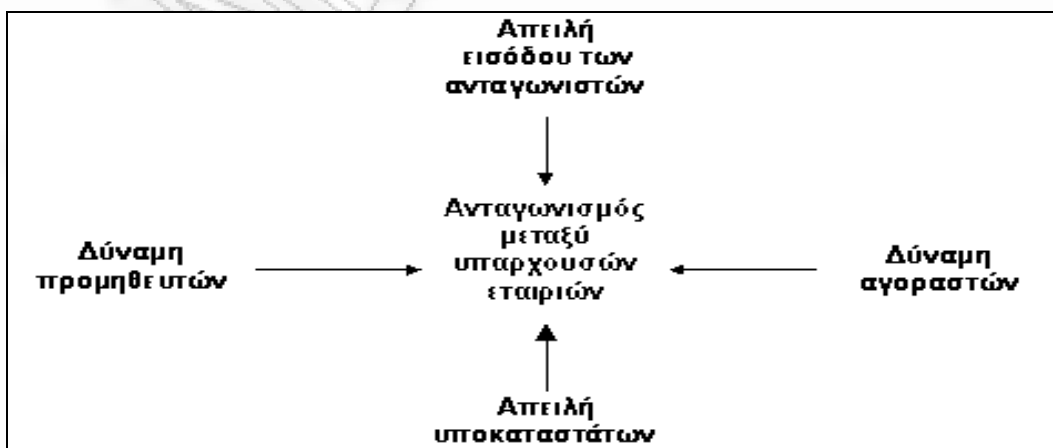 Απειλή
εισόδου των
ανταγωνιστών
Ανταγωνισμός
μεταξύ
υπαρχουσών
εταιριών
Δύναμη
προμηθευτών
Δύναμη
αγοραστών
Απειλή
υποκαταστάτων